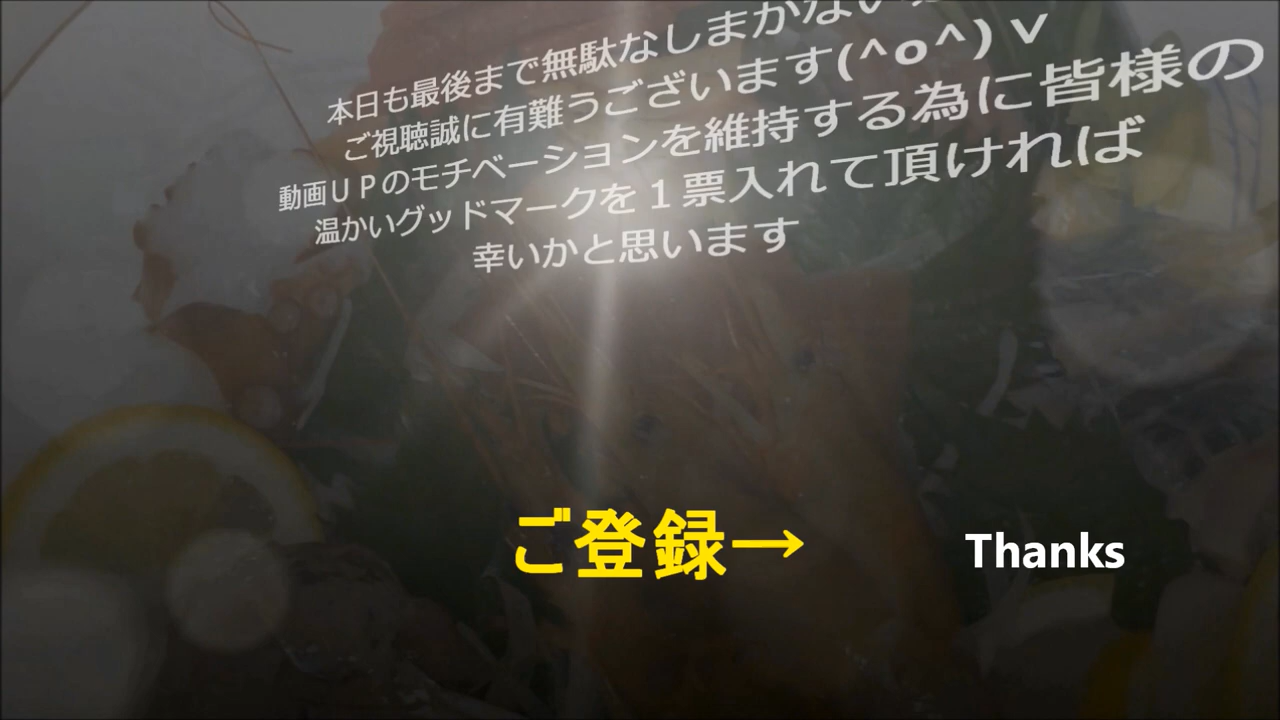 本日も最後まで無駄なしまかない
ご視聴誠に有難うございます(^o^)v
動画UPのモチベーションを維持する為に皆様の
温かいグッドマークを1票入れて頂ければ
幸いかと思います
ご登録→
Thanks